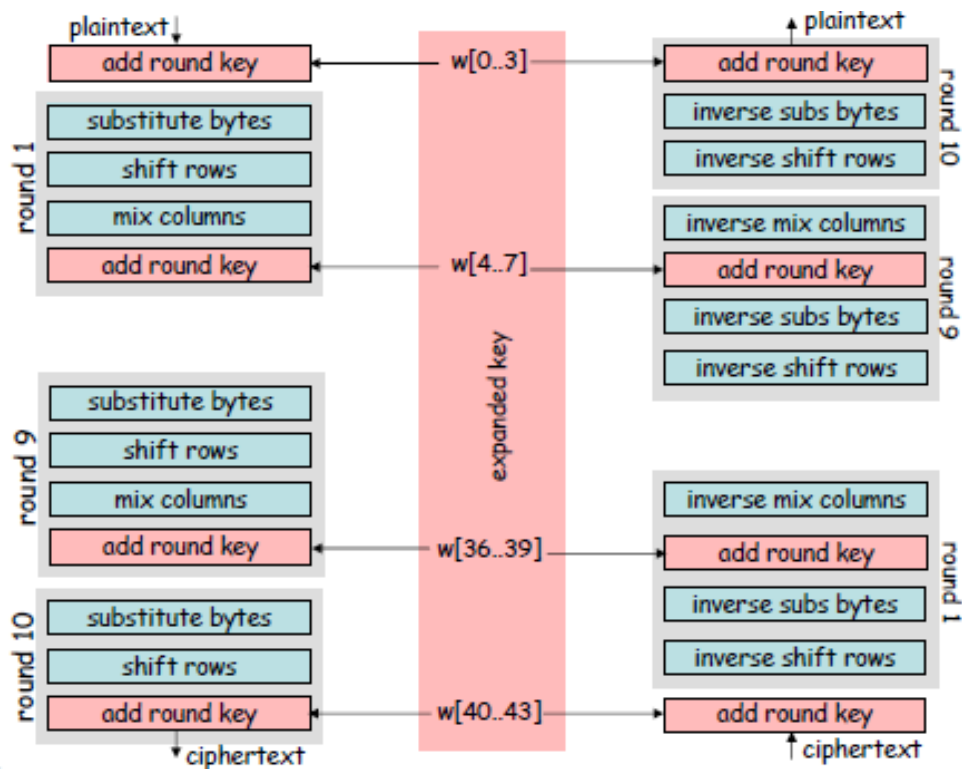 plaintext
add round key
round 1
substitute bytes
shift rows
mix columns
add round key
round 9
substitute bytes
shift rows
mix columns
add round key
round 10
substitute bytes
shift rows
add round key
ciphertext
w[0..3]
w[4..7]
expanded key
w[36..39]
w[40..43]
plaintext
add round key
inverse subs bytes
inverse shift rows
round 10
inverse mix columns
add round key
inverse subs bytes
inverse shift rows
round 9
inverse mix columns
add round key
inverse subs bytes
inverse shift rows
round 1
add round key
ciphertext